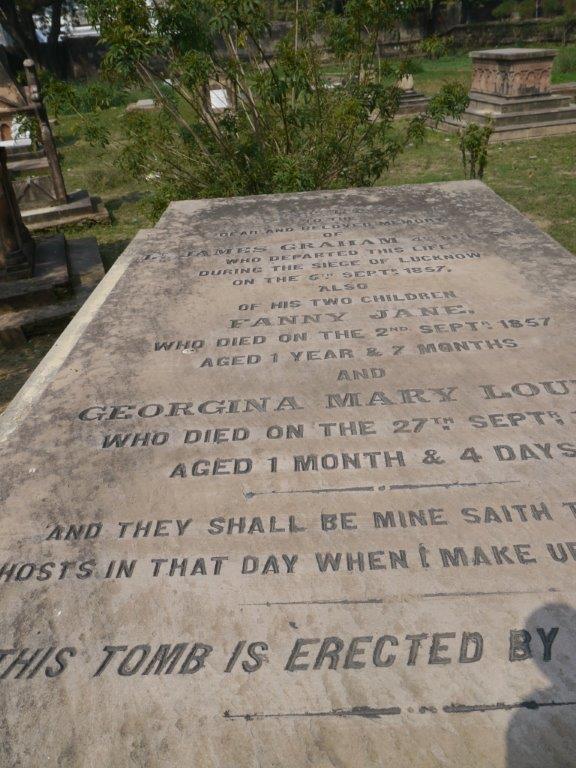 DEAR AND BELOVED MEMORY
OF
JAMES GRAHAM
WHO DEPARTED THIS LIFE
DURING THE SIEGE OF LUCKNOW
ON THE SEPTR. 1857,
ALSO
OF HIS TWO CHILDREN
FANNY JANE,
WHO DIED ON THE 2ND SEPTR. 1857
AGED 1 YEAR & 7 MONTHS
AND
GEORGINA MARY
WHO DIED ON THE 27TH SEPTR.
AGED 1 MONTH & 4 DAYS
AND THEY SHALL BE MINE SAITH
HOSTS IN THAT DAY WHEN I MAKE UP
THIS TOMB IS ERECTED BY